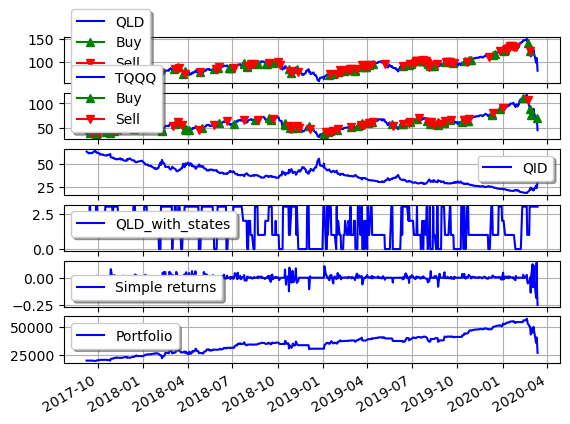 QLD
Buy
Sell
150
100
TQQQ
Buy
Sell
100
50
QID
50
25
QLD_with_states
2.5
0.0
Simple returns
0.00
−0.25
Portfolio
50000
25000
2017-10
2018-01
2018-04
2018-07
2018-10
2019-01
2019-04
2019-07
2019-10
2020-01
2020-04